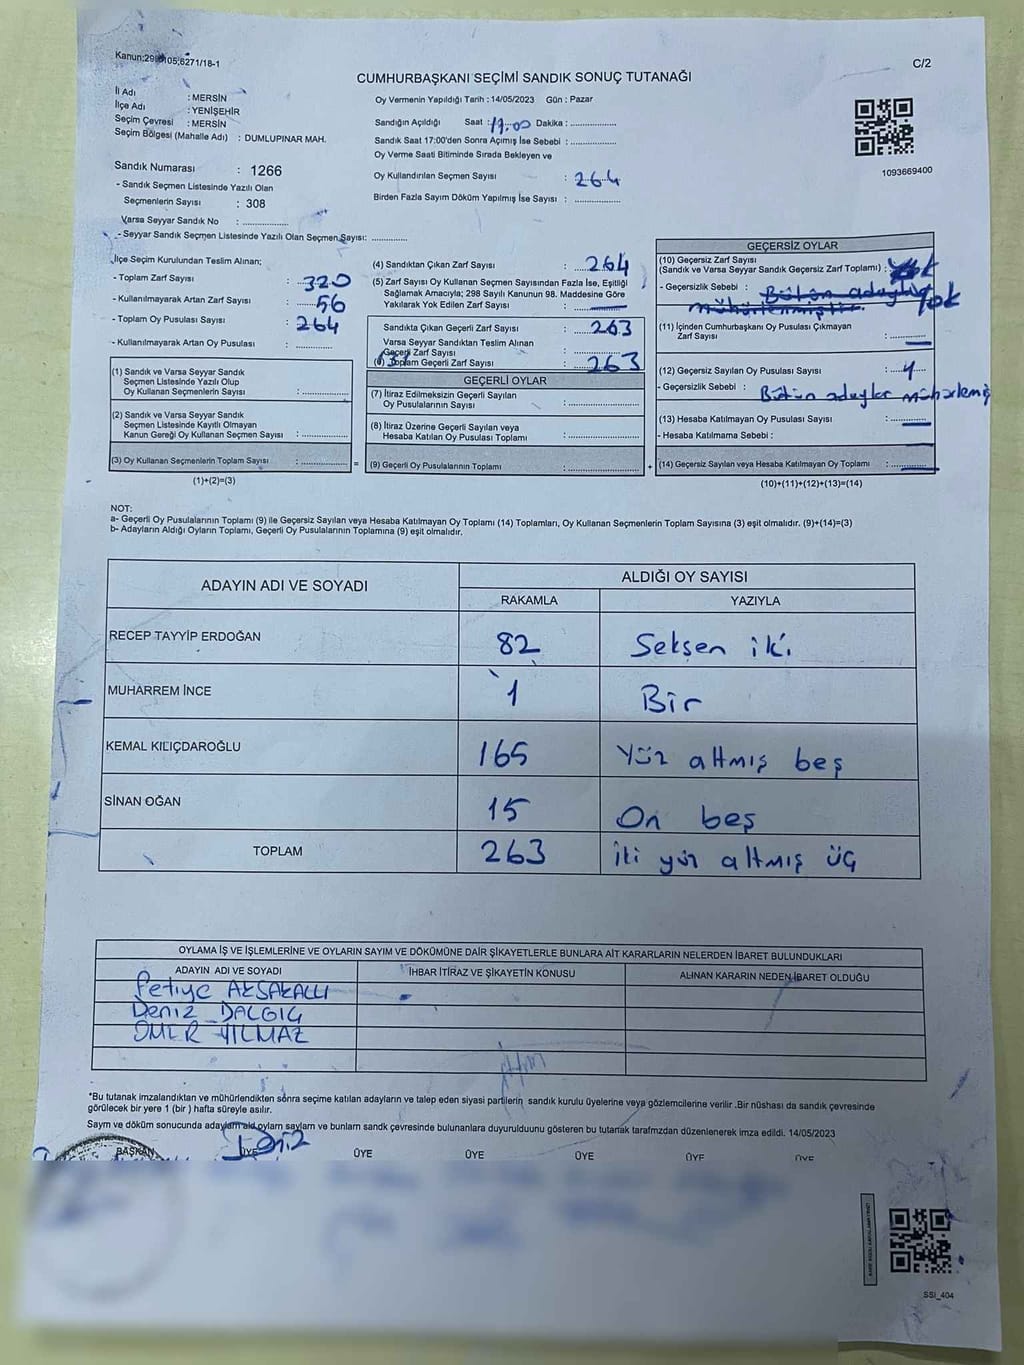 Kanun:298
105;6271/18-1
C/2
CUMHURBAŞKANI SEÇİMİ SANDIK SONUÇ TUTANAĞI
İl Adı : MERSİN
İlçe Adı : YENİŞEHİR
Seçim Çevresi : MERSİN
Seçim Bölgesi (Mahalle Adı) : DUMLUPINAR MAH.
Sandık Numarası : 1266
- Sandık Seçmen Listesinde Yazılı Olan
Seçmenlerin Sayısı : 308
Varsa Seyyar Sandık No : ..............
- Seyyar Sandık Seçmen Listesinde Yazılı Olan Seçmen Sayısı: ............
Oy Vermenin Yapıldığı Tarih : 14/05/2023 Gün : Pazar
Sandığın Açıldığı Saat : 17.00 Dakika : ..............
Sandık Saat 17:00'den Sonra Açımış İse Sebebi : ..............
Oy Verme Saati Bitiminde Sırada Bekleyen ve
Oy Kullandırılan Seçmen Sayısı : 264
Birden Fazla Sayım Döküm Yapılmış İse Sayısı : ..............
1093669400
İlçe Seçim Kurulundan Teslim Alınan;
- Toplam Zarf Sayısı : 320
- Kullanılmayarak Artan Zarf Sayısı : 56
- Toplam Oy Pusulası Sayısı : 264
- Kullanılmayarak Artan Oy Pusulası : ............
(1) Sandık ve Varsa Seyyar Sandık
Seçmen Listesinde Yazılı Olup
Oy Kullanan Seçmenlerin Sayısı : ..............
(2) Sandık ve Varsa Seyyar Sandık
Seçmen Listesinde Kayıtlı Olmayan
Kanun Gereği Oy Kullanan Seçmen Sayısı : ..............
(3) Oy Kullanan Seçmenlerin Toplam Sayısı : ..............
(1)+(2)=(3)
(4) Sandıktan Çıkan Zarf Sayısı : 264
(5) Zarf Sayısı Oy Kullanan Seçmen Sayısından Fazla İse, Eşitliği
Sağlamak Amacıyla; 298 Sayılı Kanunun 98. Maddesine Göre
Yakılarak Yok Edilen Zarf Sayısı :
Sandıkta Çıkan Geçerli Zarf Sayısı : 263
Varsa Seyyar Sandıktan Teslim Alınan
Geçerli Zarf Sayısı : ..............
(6) Toplam Geçerli Zarf Sayısı : 263
GEÇERLİ OYLAR
(7) İtiraz Edilmeksizin Geçerli Sayılan
Oy Pusulalarının Sayısı : ..............
(8) İtiraz Üzerine Geçerli Sayılan veya
Hesaba Katılan Oy Pusulası Toplamı : ..............
= (9) Geçerli Oy Pusulalarının Toplamı : ..............
GEÇERSİZ OYLAR
(10) Geçersiz Zarf Sayısı
(Sandık ve Varsa Seyyar Sandık Geçersiz Zarf Toplamı) : Yok
- Geçersizlik Sebebi : Bütün adaylar Yok
mühürlenmiştir.
(11) İçinden Cumhurbaşkanı Oy Pusulası Çıkmayan
Zarf Sayısı :
(12) Geçersiz Sayılan Oy Pusulası Sayısı : 1
- Geçersizlik Sebebi : Bütün adaylar mühürlemiş
(13) Hesaba Katılmayan Oy Pusulası :
- Hesaba Katılmama Sebebi :
+ (14) Geçersiz Sayılan veya Hesaba Katılmayan Oy Toplamı :
(10)+(11)+(12)+(13)=(14)
NOT:
a- Geçerli Oy Pusulalarının Toplamı (9) ile Geçersiz Sayılan veya Hesaba Katılmayan Oy Toplamı (14) Toplamları, Oy Kullanan Seçmenlerin Toplam Sayısına (3) eşit olmalıdır. (9)+(14)=(3)
b- Adayların Aldığı Oyların Toplamı, Geçerli Oy Pusulalarının Toplamına (9) eşit olmalıdır.
ADAYIN ADI VE SOYADI ALDIĞI OY SAYISI
RAKAMLA YAZIYLA
RECEP TAYYİP ERDOĞAN 82 Seksen iki
MUHARREM İNCE 1 Bir
KEMAL KILIÇDAROĞLU 165 Yüz altmış beş
SİNAN OĞAN 15 On beş
TOPLAM 263 İki yüz altmış üç
OYLAMA İŞ VE İŞLEMLERİNE VE OYLARIN SAYIM VE DÖKÜMÜNE DAİR ŞİKAYETLERLE BUNLARA AİT KARARLARIN NELERDEN İBARET BULUNDUKLARI
ADAYIN ADI VE SOYADI İHBAR İTİRAZ VE ŞİKAYETİN KONUSU ALINAN KARARIN NEDEN İBARET OLDUĞU
Fetiye AKSAKALLI
Deniz DALGIÇ
ÖMER YILMAZ
*Bu tutanak imzalandıktan ve mühürlendikten sonra seçime katılan adayların ve talep eden siyasi partilerin sandık kurulu üyelerine veya gözlemcilerine verilir .Bir nüshası da sandık çevresinde
görülecek bir yere 1 (bir ) hafta süreyle asılır.
Sayım ve döküm sonucunda adayların aldığı oyların sayıları ve bunların sandık çevresinde bulunanlara duyurulduğunu gösteren bu tutanak tarafımızdan düzenlenerek imza edildi. 14/05/2023
BAŞKAN ÜYE ÜYE ÜYE ÜYE ÜYE ÜYE
Deniz
SSI_404